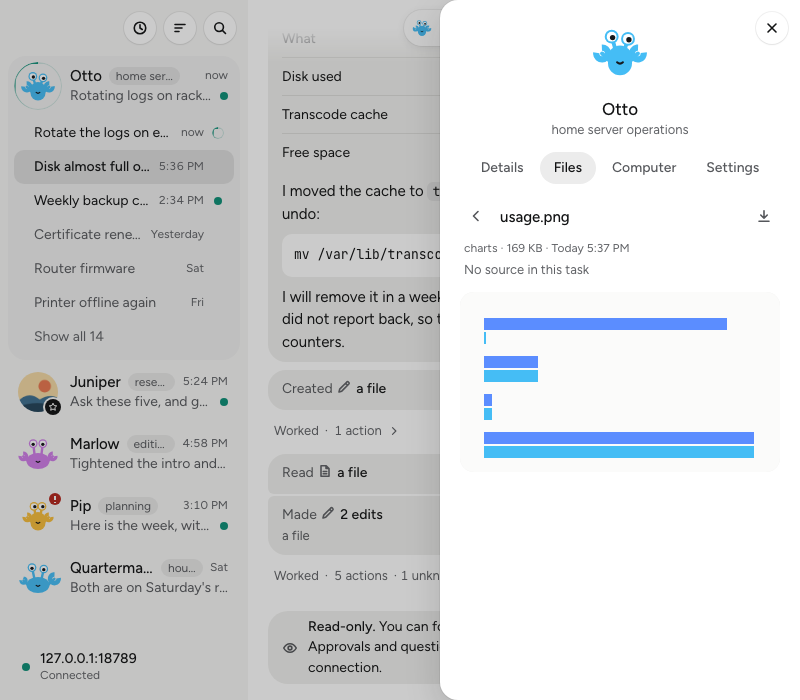 Otto home ser... now
Rotating logs on rack...
Rotate the logs on e... now
Disk almost full o... 5:36 PM
Weekly backup c... 2:34 PM
Certificate rene... Yesterday
Router firmware Sat
Printer offline again Fri
Show all 14
Juniper rese... 5:24 PM
Ask these five, and g...
Marlow editi... 4:58 PM
Tightened the intro and...
Pip planning 3:10 PM
Here is the week, wit...
Quarterma... hou... Sat
Both are on Saturday's r...
127.0.0.1:18789
Connected
What
Disk used
Transcode cache
Free space
I moved the cache to
undo:
mv /var/lib/transco
I will remove it in a week
did not report back, so
counters.
Created a file
Worked · 1 action
Read a file
Made 2 edits
a file
Worked · 5 actions · 1 unkn
Read-only. You can
Approvals and questi
connection.
Otto
home server operations
Details Files Computer Settings
usage.png
charts · 169 KB · Today 5:37 PM
No source in this task